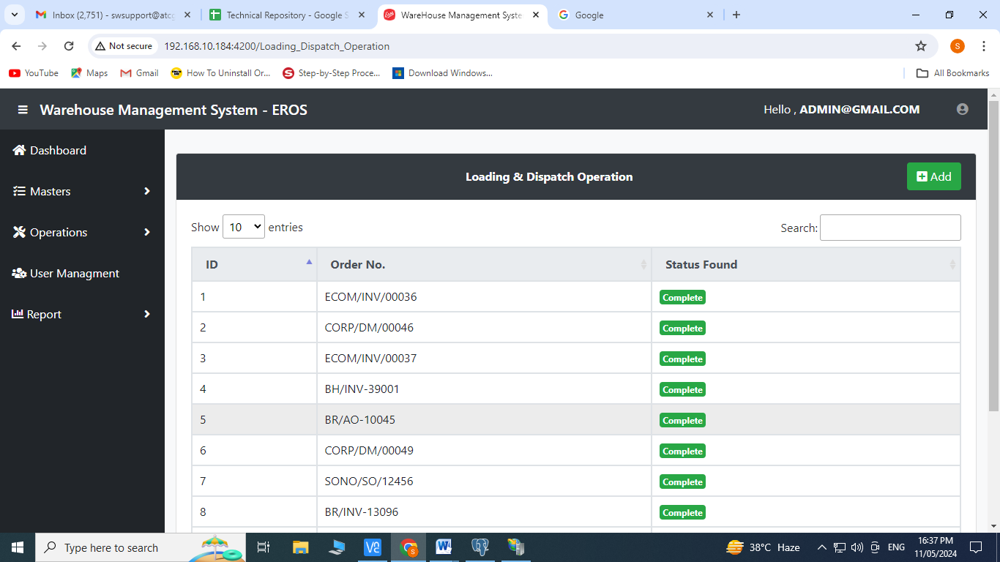 Inbox (2,751) - swsupport@atcg
Technical Repository - Google S
WareHouse Management Syste
Google
Not secure
192.168.10.184:4200/Loading_Dispatch_Operation
S
YouTube
Maps
Gmail
How To Uninstall Or...
Step-by-Step Proce...
Download Windows...
All Bookmarks
Warehouse Management System - EROS
Hello , ADMIN@GMAIL.COM
Dashboard
Masters
Operations
User Managment
Report
Loading & Dispatch Operation
Add
Show 10 entries
Search:
ID Order No. Status Found
1 ECOM/INV/00036 Complete
2 CORP/DM/00046 Complete
3 ECOM/INV/00037 Complete
4 BH/INV-39001 Complete
5 BR/AO-10045 Complete
6 CORP/DM/00049 Complete
7 SONO/SO/12456 Complete
8 BR/INV-13096 Complete
Type here to search
38°C Haze
ENG
16:37 PM
11/05/2024